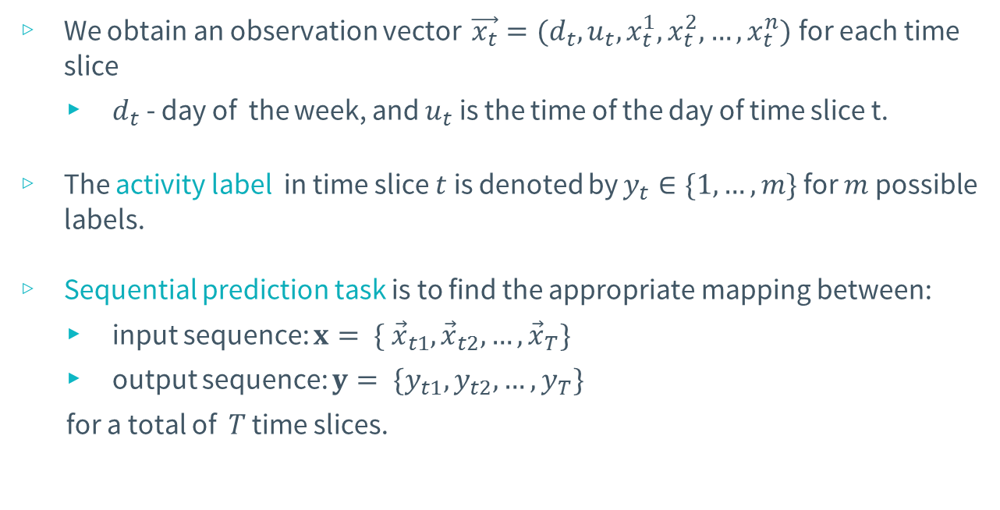 ▷ We obtain an observation vector $\overrightarrow{x_t} = (d_t, u_t, x_t^1, x_t^2, \ldots, x_t^n)$ for each time
slice
▶ $d_t$ - day of the week, and $u_t$ is the time of the day of time slice t.
▷ The activity label in time slice $t$ is denoted by $y_t \in \{1, \ldots, m\}$ for $m$ possible
labels.
▷ Sequential prediction task is to find the appropriate mapping between:
▶ input sequence: $\mathbf{x} = \{\vec{x}_{t1}, \vec{x}_{t2}, \ldots, \vec{x}_T\}$
▶ output sequence: $\mathbf{y} = \{y_{t1}, y_{t2}, \ldots, y_T\}$
for a total of $T$ time slices.